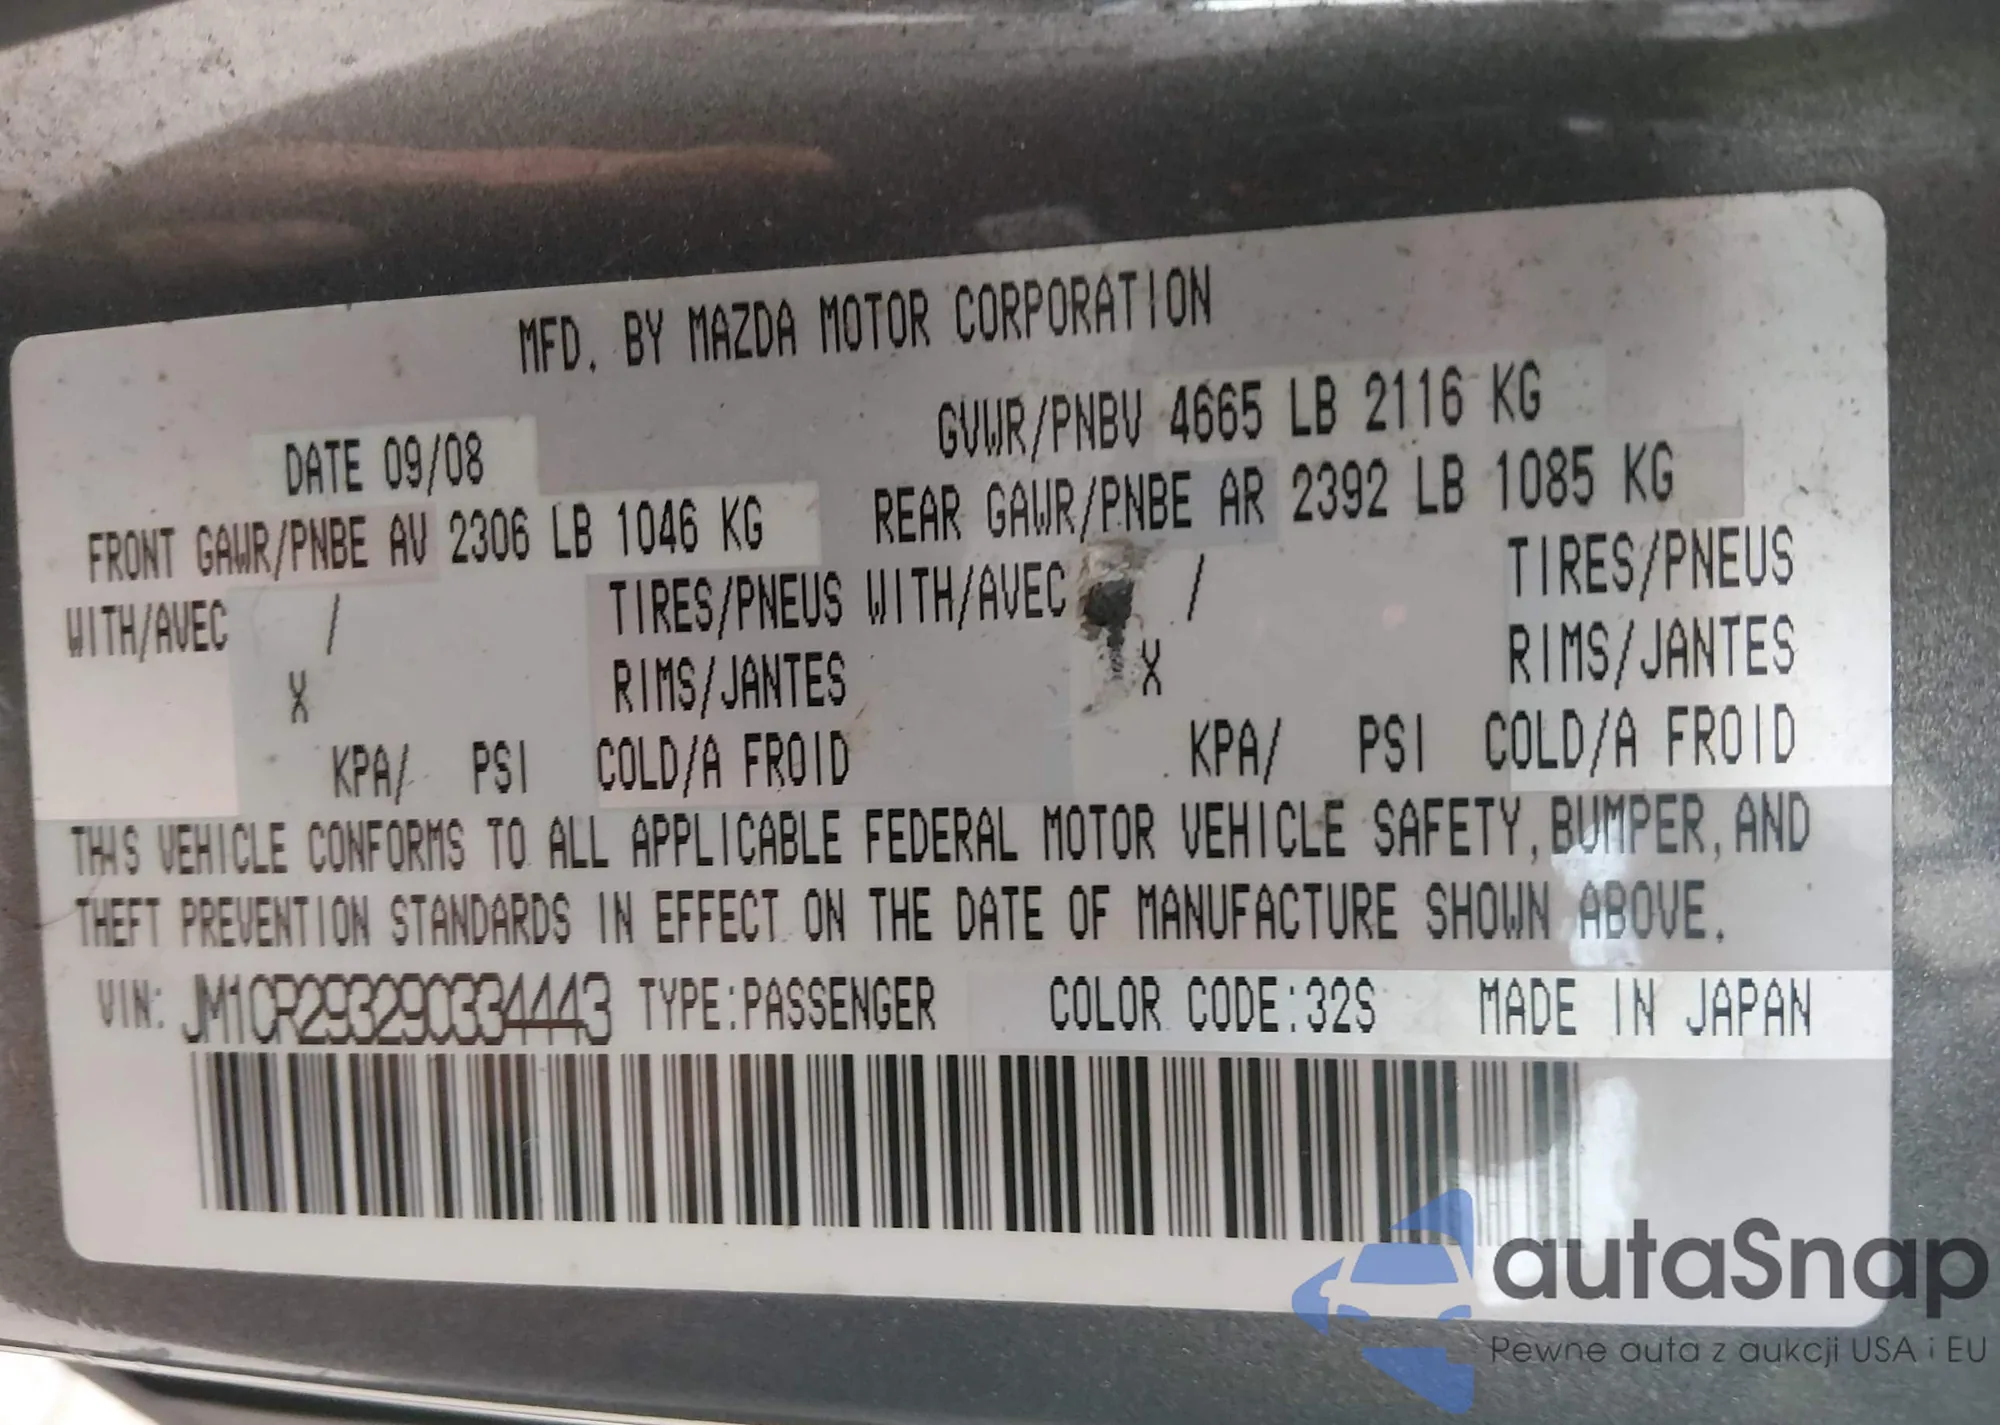 MFD. BY MAZDA MOTOR CORPORATION
DATE 09/08
GVWR/PNBV 4665 LB 2116 KG
FRONT GAWR/PNBE AV 2306 LB 1046 KG
REAR GAWR/PNBE AR 2392 LB 1085 KG
WITH/AVEC / TIRES/PNEUS WITH/AVEC / TIRES/PNEUS
X RIMS/JANTES X RIMS/JANTES
KPA/ PSI COLD/A FROID KPA/ PSI COLD/A FROID
THIS VEHICLE CONFORMS TO ALL APPLICABLE FEDERAL MOTOR VEHICLE SAFETY, BUMPER, AND
THEFT PREVENTION STANDARDS IN EFFECT ON THE DATE OF MANUFACTURE SHOWN ABOVE.
VIN: JM1CR293290334443 TYPE:PASSENGER COLOR CODE:32S MADE IN JAPAN
autaSnap
Pewne auta z aukcji USA i EU